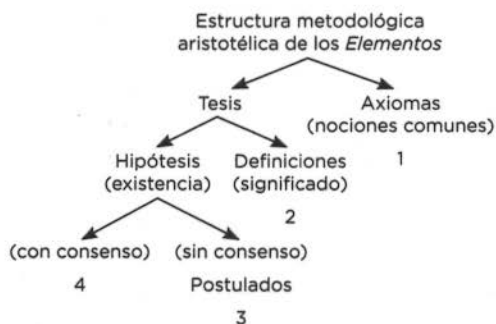 Estructura metodológica
aristotélica de los Elementos
Tesis
Axiomas
(nociones comunes)
1
Hipótesis
(existencia)
Definiciones
(significado)
2
(con consenso)
4
(sin consenso)
Postulados
3